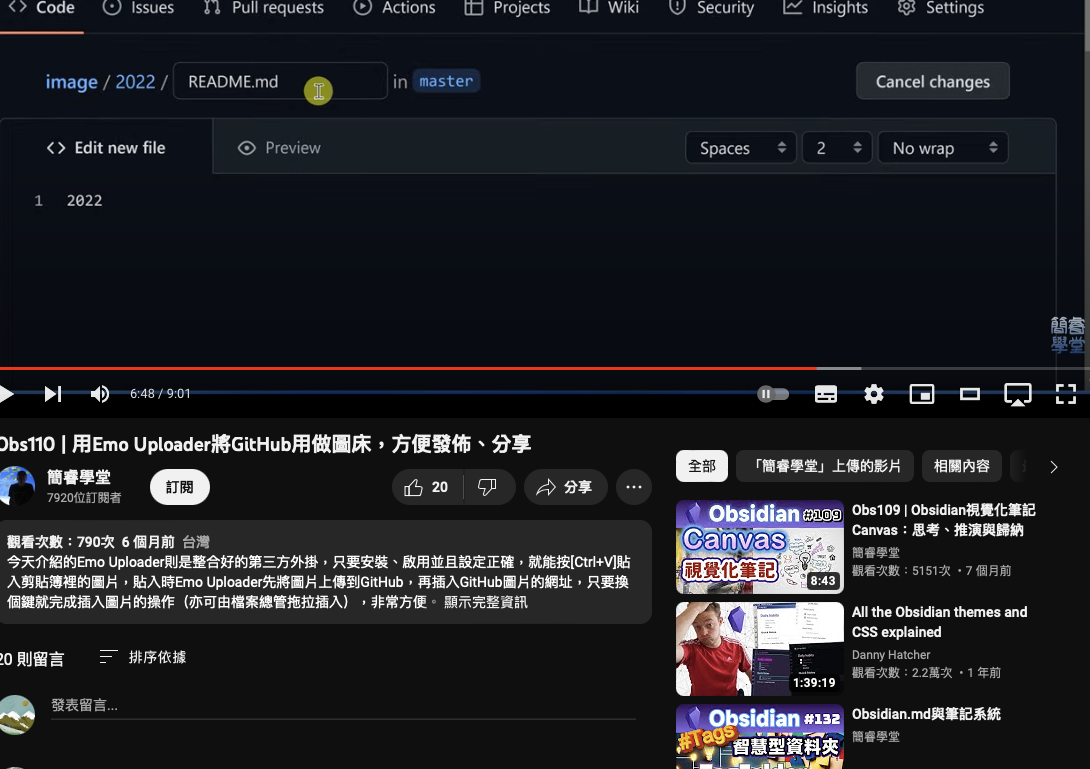 Code Issues Pull requests Actions Projects Wiki Security Insights Settings
image / 2022 / README.md in master Cancel changes
Edit new file Preview Spaces 2 No wrap
1 2022
簡睿
學堂
6:48 / 9:01
Obs110 | 用Emo Uploader將GitHub用做圖床，方便發佈、分享
簡睿學堂
7920位訂閱者
訂閱
20 分享
觀看次數：790次 6 個月前 台灣
今天介紹的Emo Uploader則是整合好的第三方外掛，只要安裝、啟用並且設定正確，就能按[Ctrl+V]貼
入剪貼簿裡的圖片，貼入時Emo Uploader先將圖片上傳到GitHub，再插入GitHub圖片的網址，只要換
個鍵就完成插入圖片的操作（亦可由檔案總管拖拉插入），非常方便。 顯示完整資訊
20 則留言 排序依據
發表留言...
全部 「簡睿學堂」上傳的影片 相關內容
Obsidian #109
Canvas
視覺化筆記
8:43
Obs109 | Obsidian視覺化筆記
Canvas：思考、推演與歸納
簡睿學堂
觀看次數：5151次 · 7 個月前
1:39:19
All the Obsidian themes and
CSS explained
Danny Hatcher
觀看次數：2.2萬次 · 1 年前
Obsidian #132
#Tags
智慧型資料夾
Obsidian.md與筆記系統
簡睿學堂